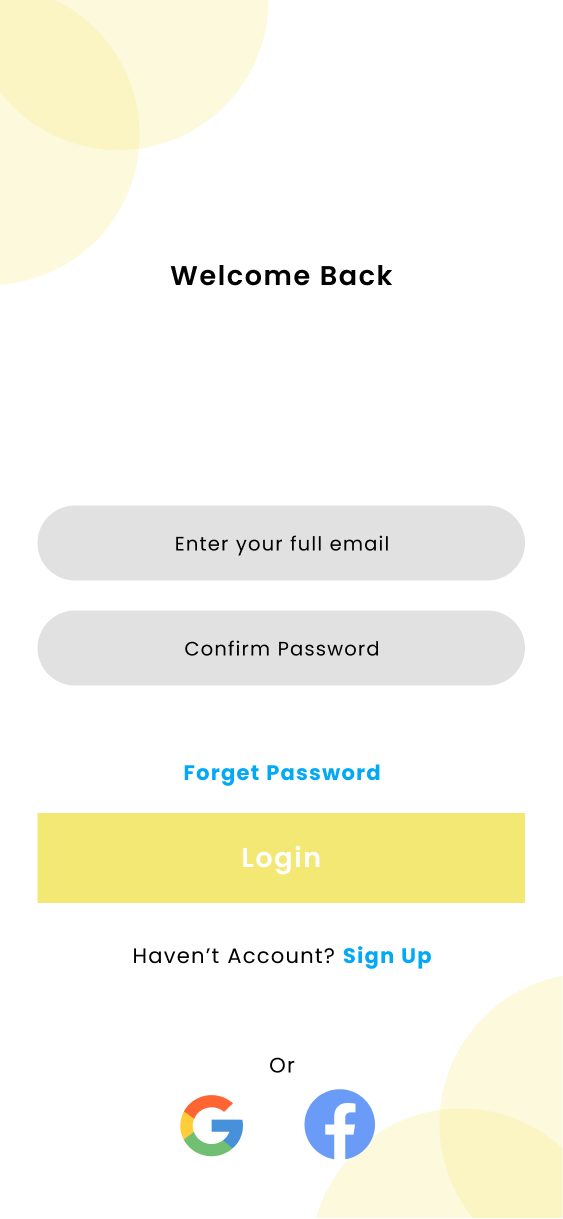 Welcome Back
Enter your full email
Confirm Password
Forget Password
Login
Haven’t Account? Sign Up
Or